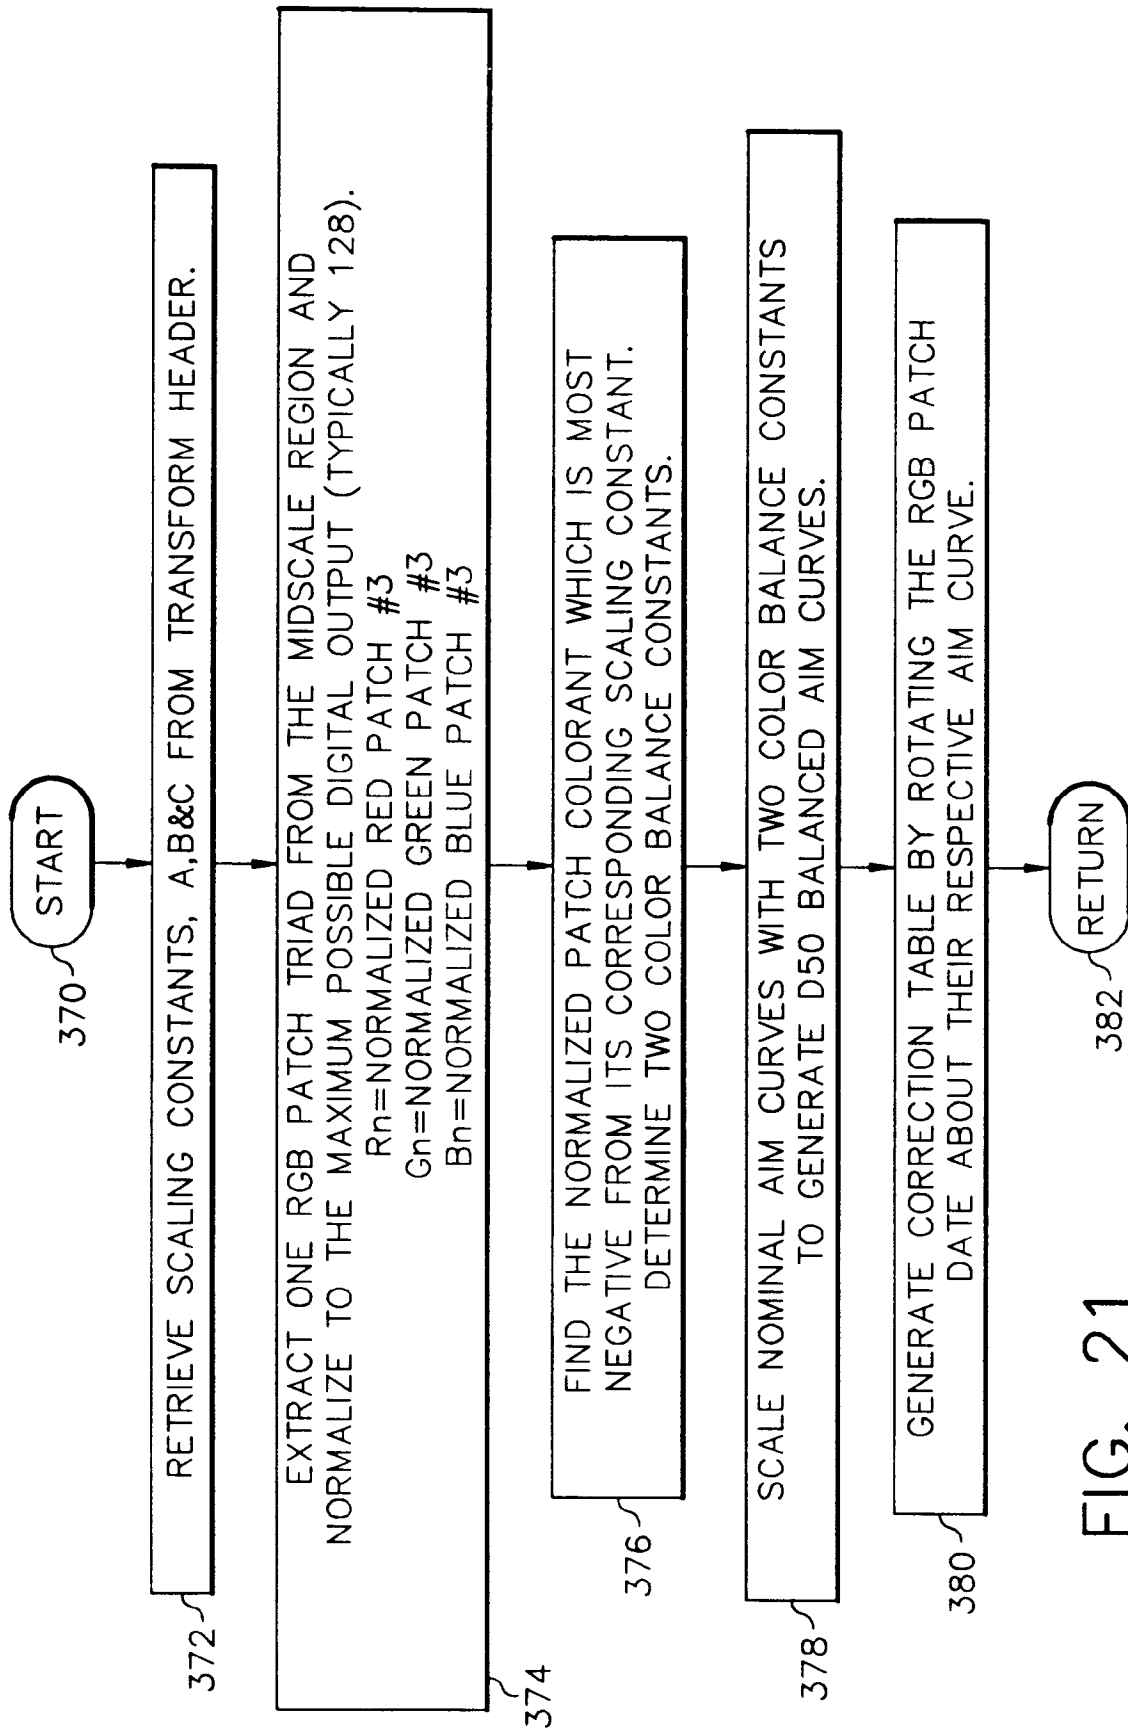 START
370
RETRIEVE SCALING CONSTANTS, A,B&C FROM TRANSFORM HEADER.
372
EXTRACT ONE RGB PATCH TRIAD FROM THE MIDSCALE REGION AND
NORMALIZE TO THE MAXIMUM POSSIBLE DIGITAL OUTPUT (TYPICALLY 128).
Rn=NORMALIZED RED PATCH #3
Gn=NORMALIZED GREEN PATCH #3
Bn=NORMALIZED BLUE PATCH #3
374
FIND THE NORMALIZED PATCH COLORANT WHICH IS MOST
NEGATIVE FROM ITS CORRESPONDING SCALING CONSTANT.
DETERMINE TWO COLOR BALANCE CONSTANTS.
376
SCALE NOMINAL AIM CURVES WITH TWO COLOR BALANCE CONSTANTS
TO GENERATE D50 BALANCED AIM CURVES.
378
GENERATE CORRECTION TABLE BY ROTATING THE RGB PATCH
DATE ABOUT THEIR RESPECTIVE AIM CURVE.
380
RETURN
382
FIG. 21